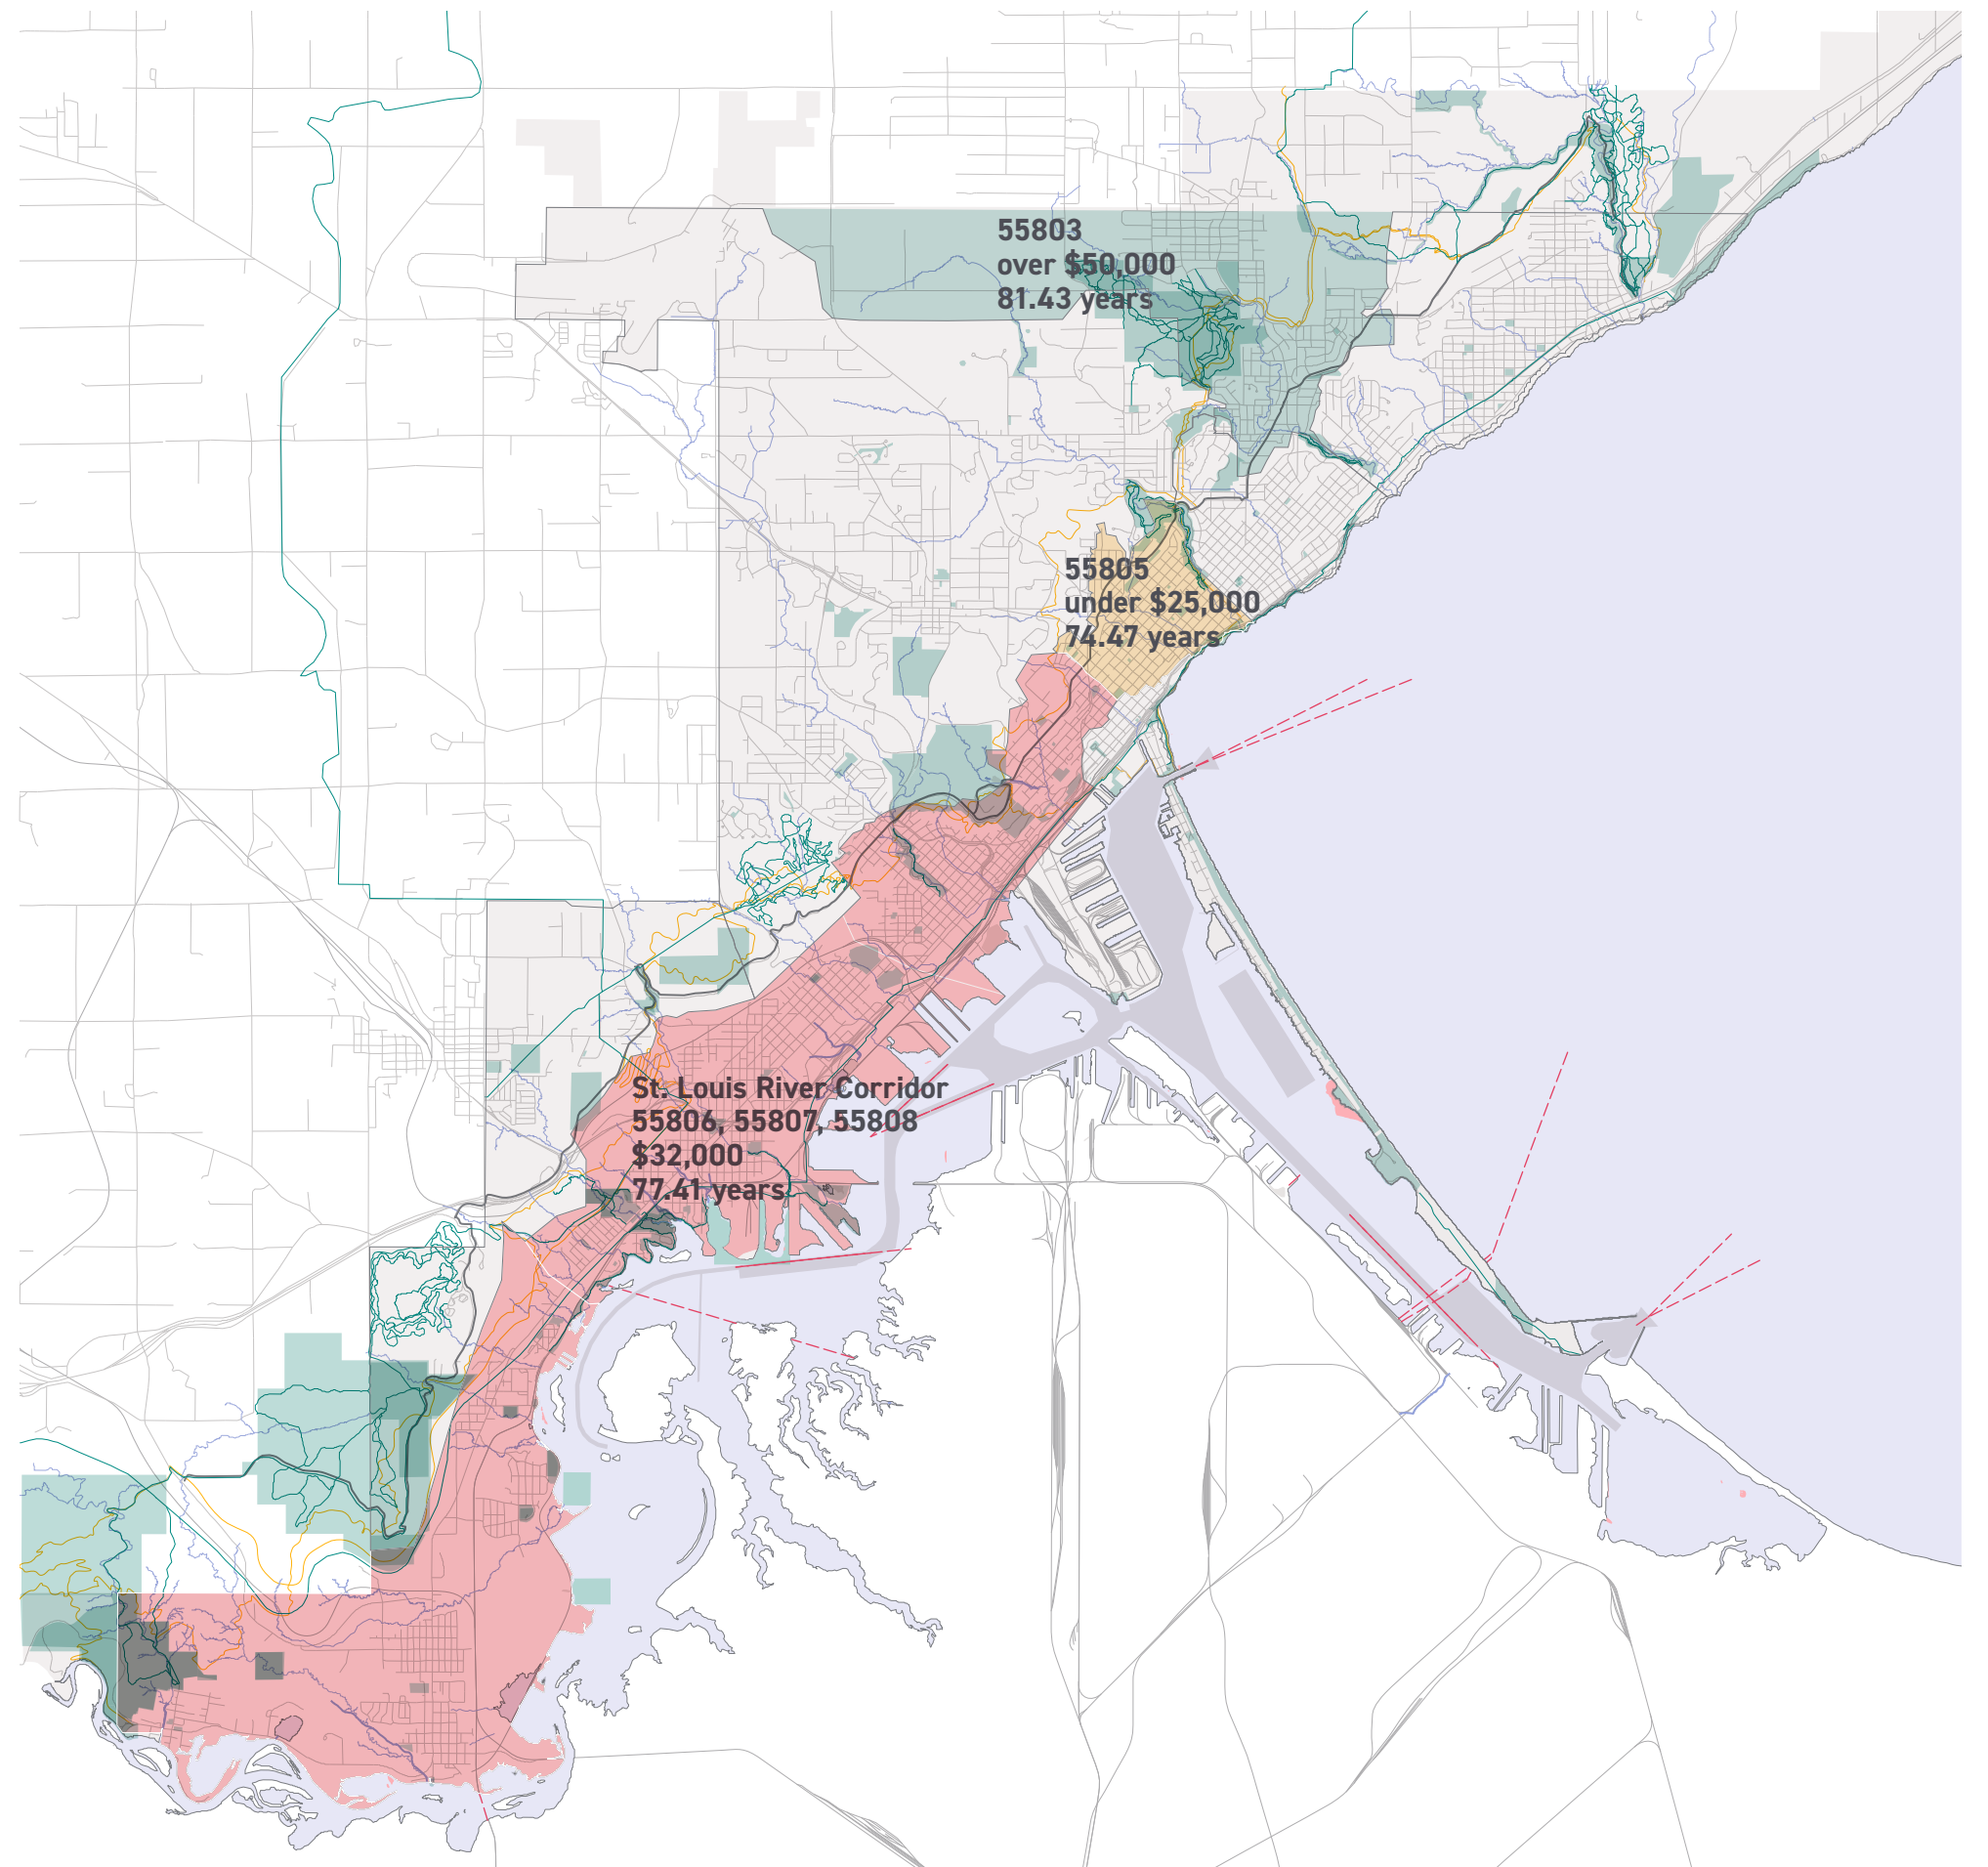 55803
over $50,000
81.43 years
55805
under $25,000
74.47 years
St. Louis River Corridor
55806, 55807, 55808
$32,000
77.41 years